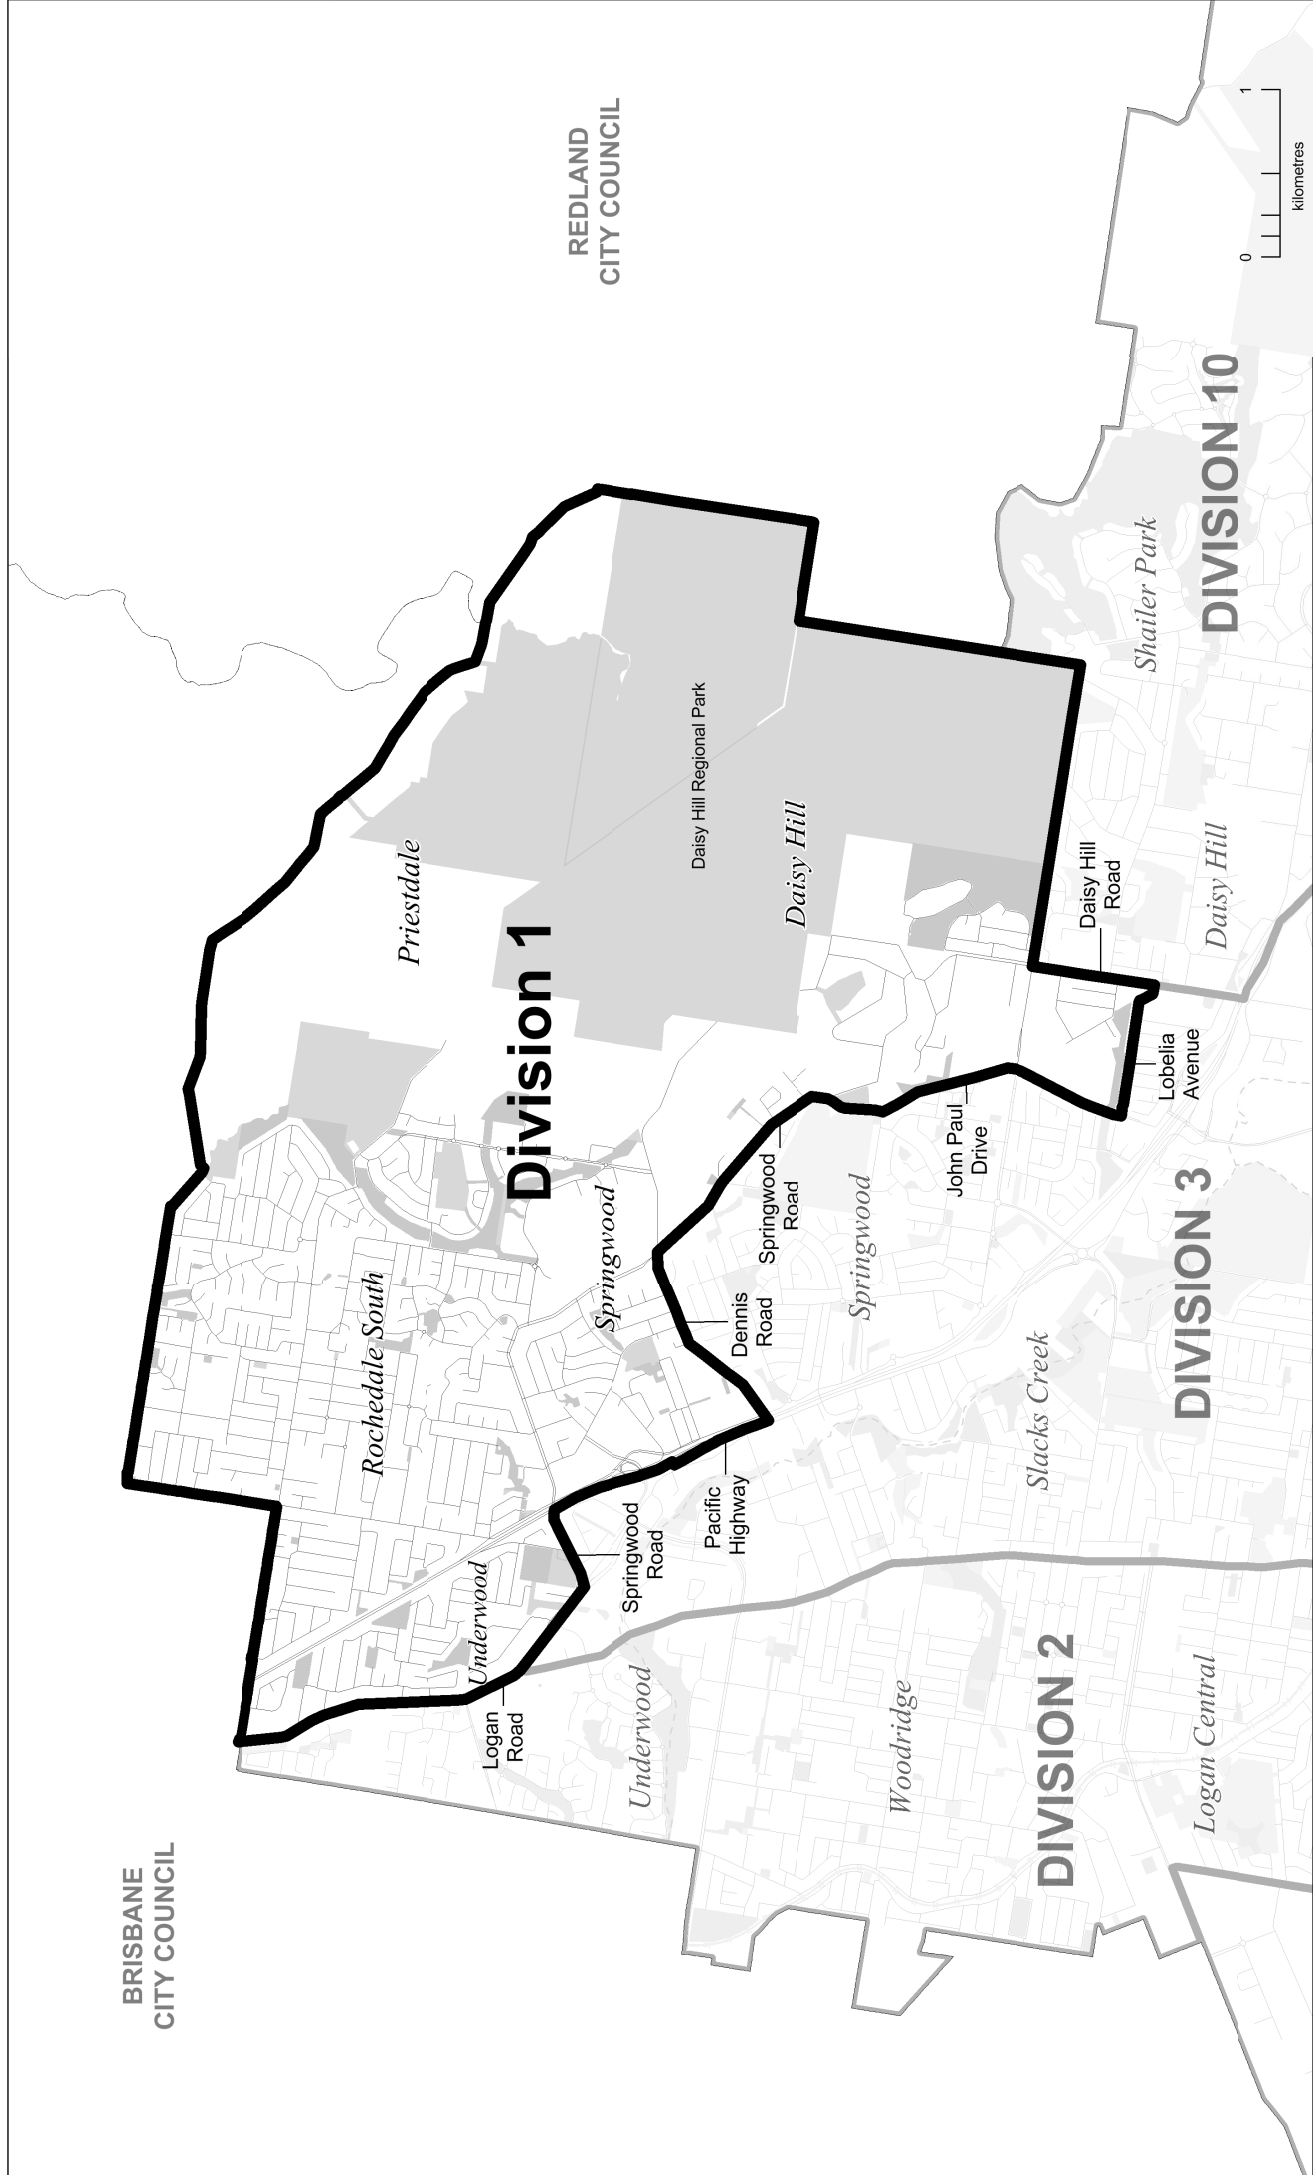 BRISBANE
CITY COUNCIL
REDLAND
CITY COUNCIL
Rochedale South
Priestdale
Underwood
Division 1
Springwood
Daisy Hill Regional Park
Daisy Hill
Logan
Road
Springwood
Road
Pacific
Highway
Dennis
Road
Springwood
Road
John Paul
Drive
Daisy Hill
Road
Lobelia
Avenue
Underwood
Springwood
Woodridge
Slacks Creek
Shailer Park
Daisy Hill
Logan Central
DIVISION 2
DIVISION 3
DIVISION 10
0 1
kilometres